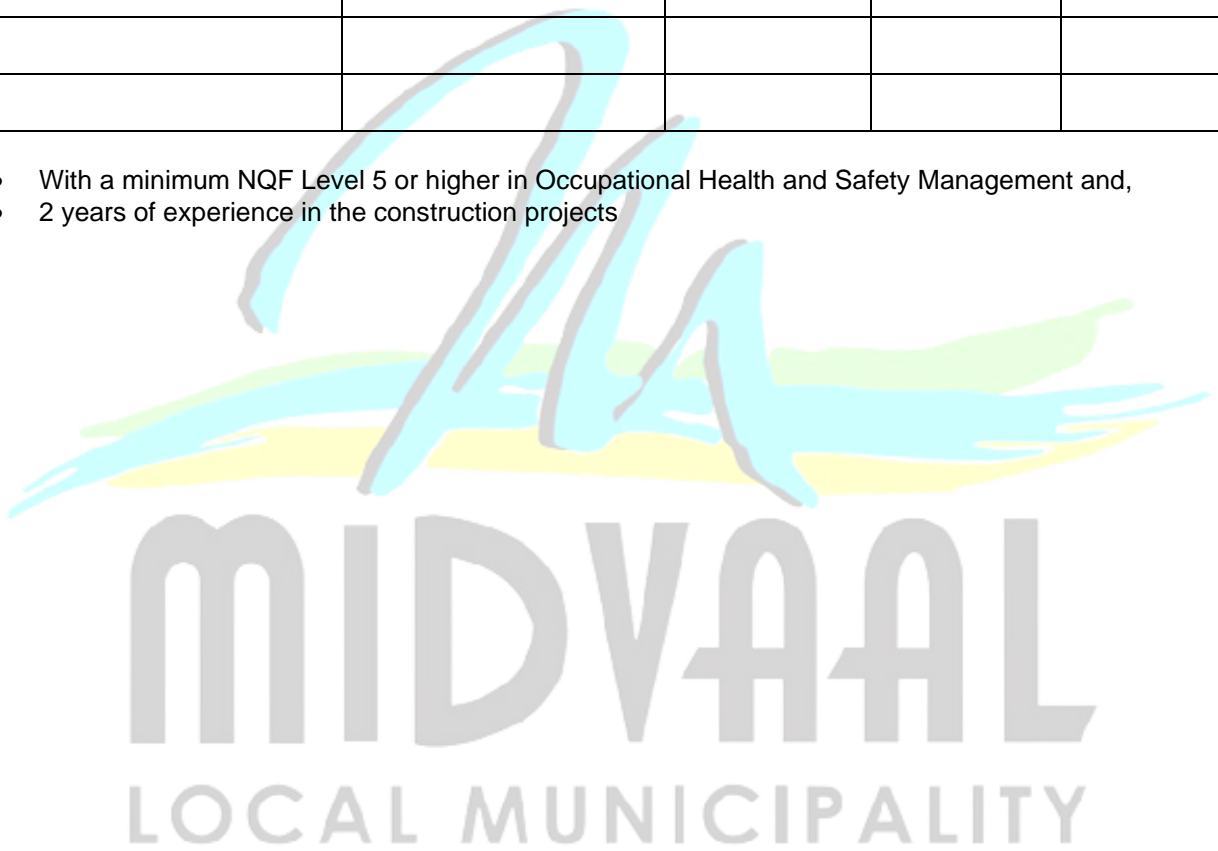 • With a minimum NQF Level 5 or higher in Occupational Health and Safety Management and,
• 2 years of experience in the construction projects
MIDVAAL
LOCAL MUNICIPALITY